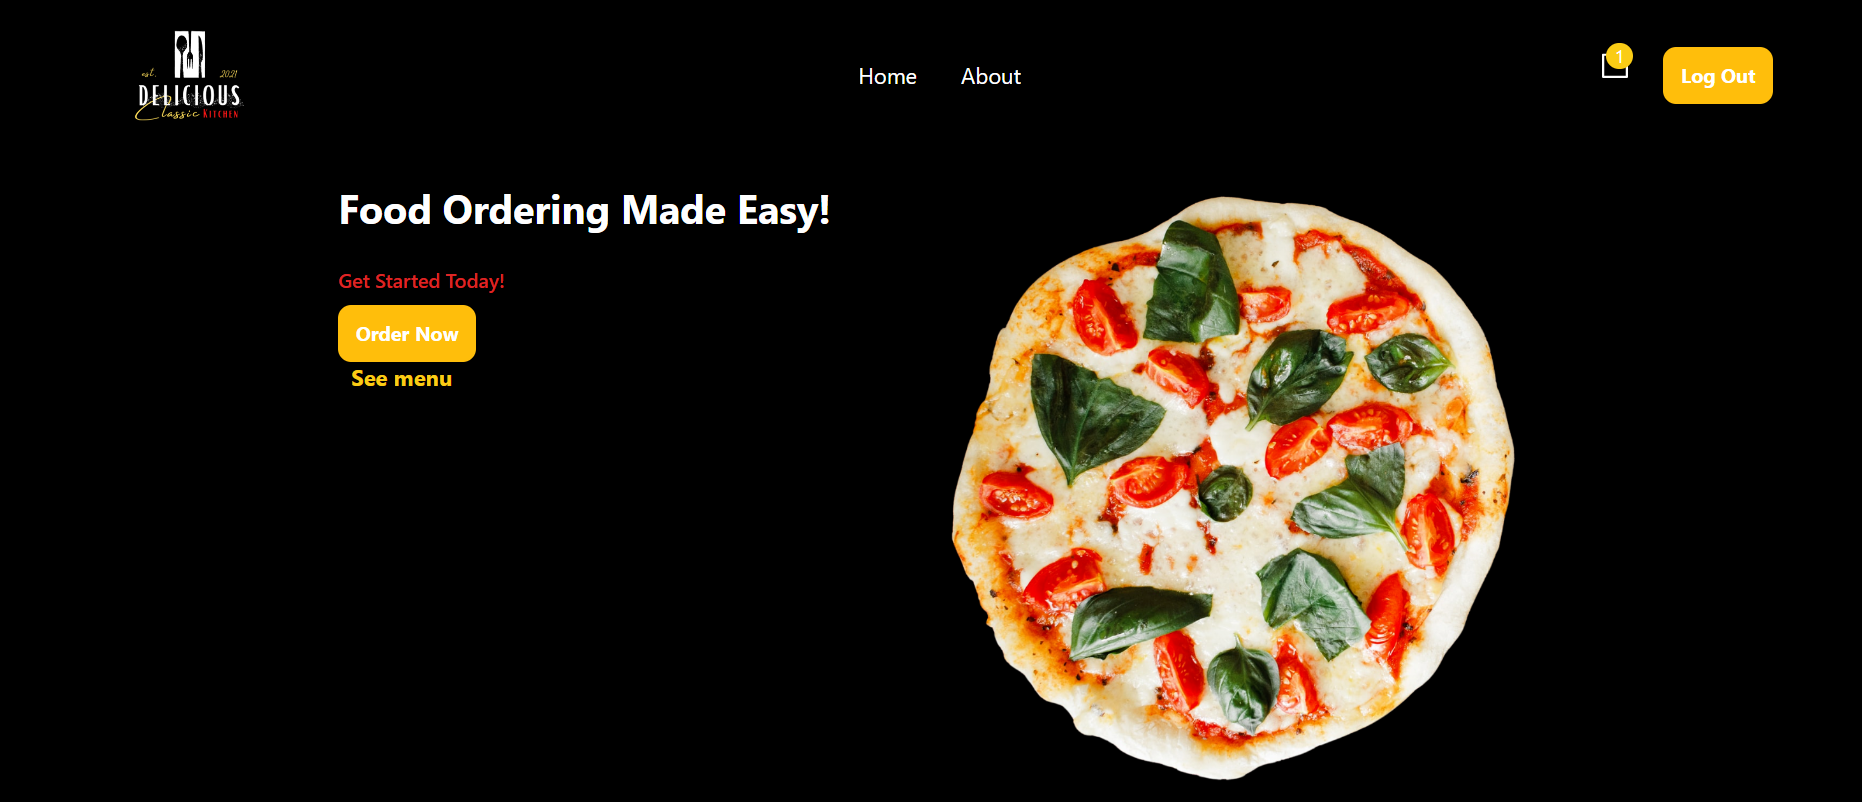 est. 2021
DELICIOUS
Classic KITCHEN
Home About
1
Log Out
Food Ordering Made Easy!
Get Started Today!
Order Now
See menu